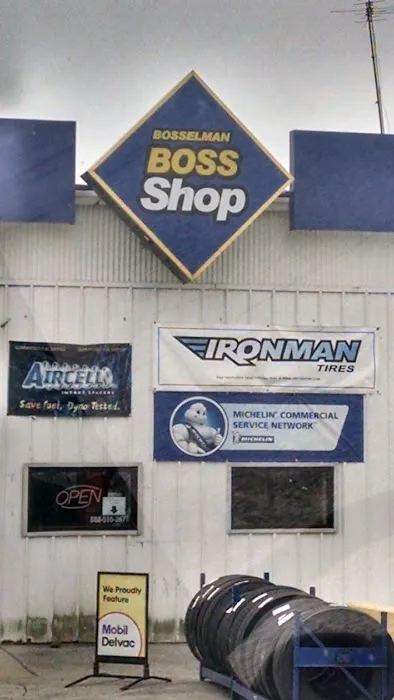 BOSSELMAN
BOSS
Shop
IRONMAN
TIRES
AIRCELL
Save Fuel, Dyno Tested.
MICHELIN COMMERCIAL
SERVICE NETWORK
MICHELIN
OPEN
We Proudly
Feature
Mobil
Delvac